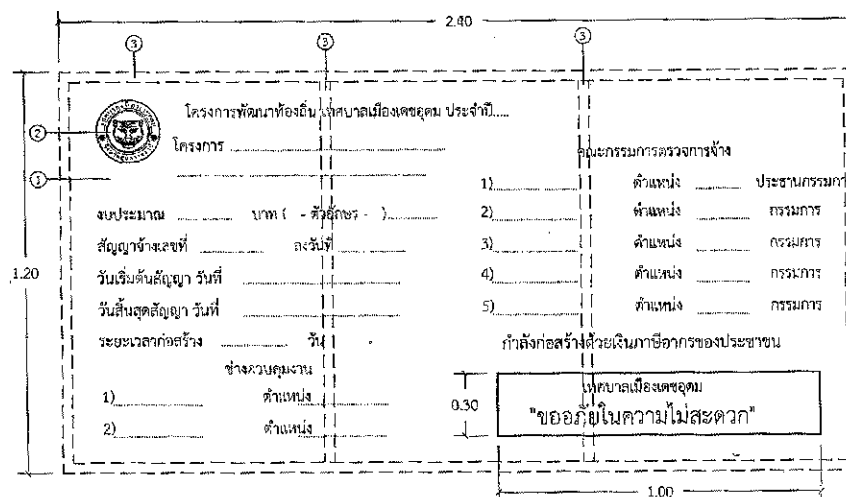 2.40
3 3 3
โครงการพัฒนาท้องถิ่น เทศบาลเมืองเดชอุดม ประจำปี.....
2
โครงการ
คณะกรรมการตรวจการจ้าง
1
1) ตำแหน่ง ประธานกรรมกา
งบประมาณ บาท ( - ตัวอักษร - )
2) ตำแหน่ง กรรมการ
สัญญาจ้างเลขที่ ลงวันที่
3) ตำแหน่ง กรรมการ
1.20
วันเริ่มต้นสัญญา วันที่
4) ตำแหน่ง กรรมการ
วันสิ้นสุดสัญญา วันที่
5) ตำแหน่ง กรรมการ
ระยะเวลาก่อสร้าง วัน
กำลังก่อสร้างด้วยเงินภาษีอากรของประชาชน
ช่างควบคุมงาน
1) ตำแหน่ง
2) ตำแหน่ง
0.30
เทศบาลเมืองเดชอุดม
"ขออภัยในความไม่สะดวก"
1.00